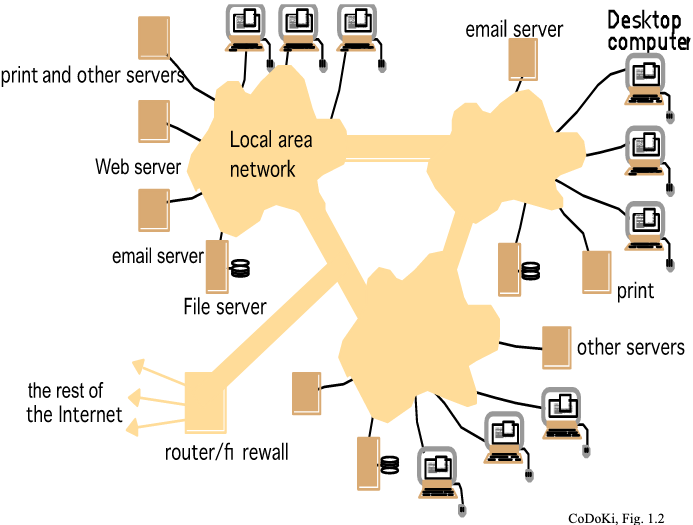 email server
Desktop
computer
print and other servers
Local area
network
Web server
email server
File server
print
other servers
the rest of
the Internet
router/fi rewall
CoDoKi, Fig. 1.2